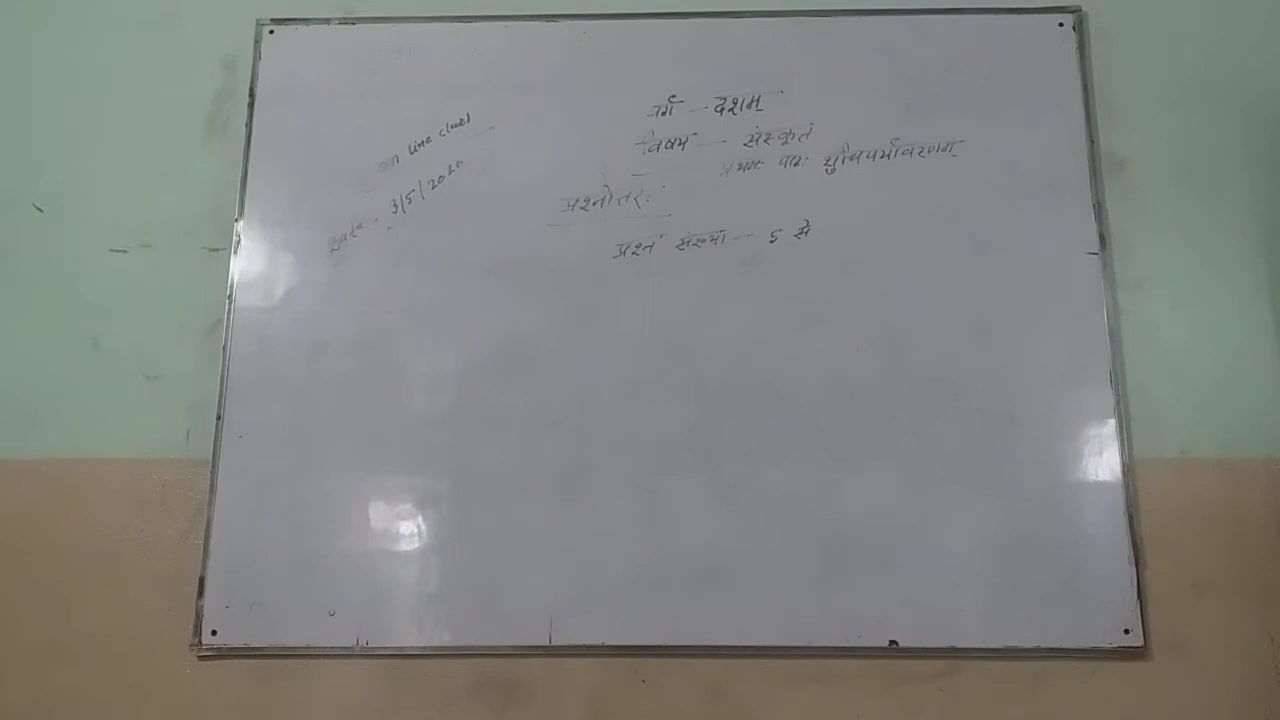 on line class
Date - 3/5/2020
वर्ग - दशम्
विषय - संस्कृतं
प्रथमः पाठः शुचिपर्यावरणम्
प्रश्नोत्तरः
प्रश्न संख्या - 5 से